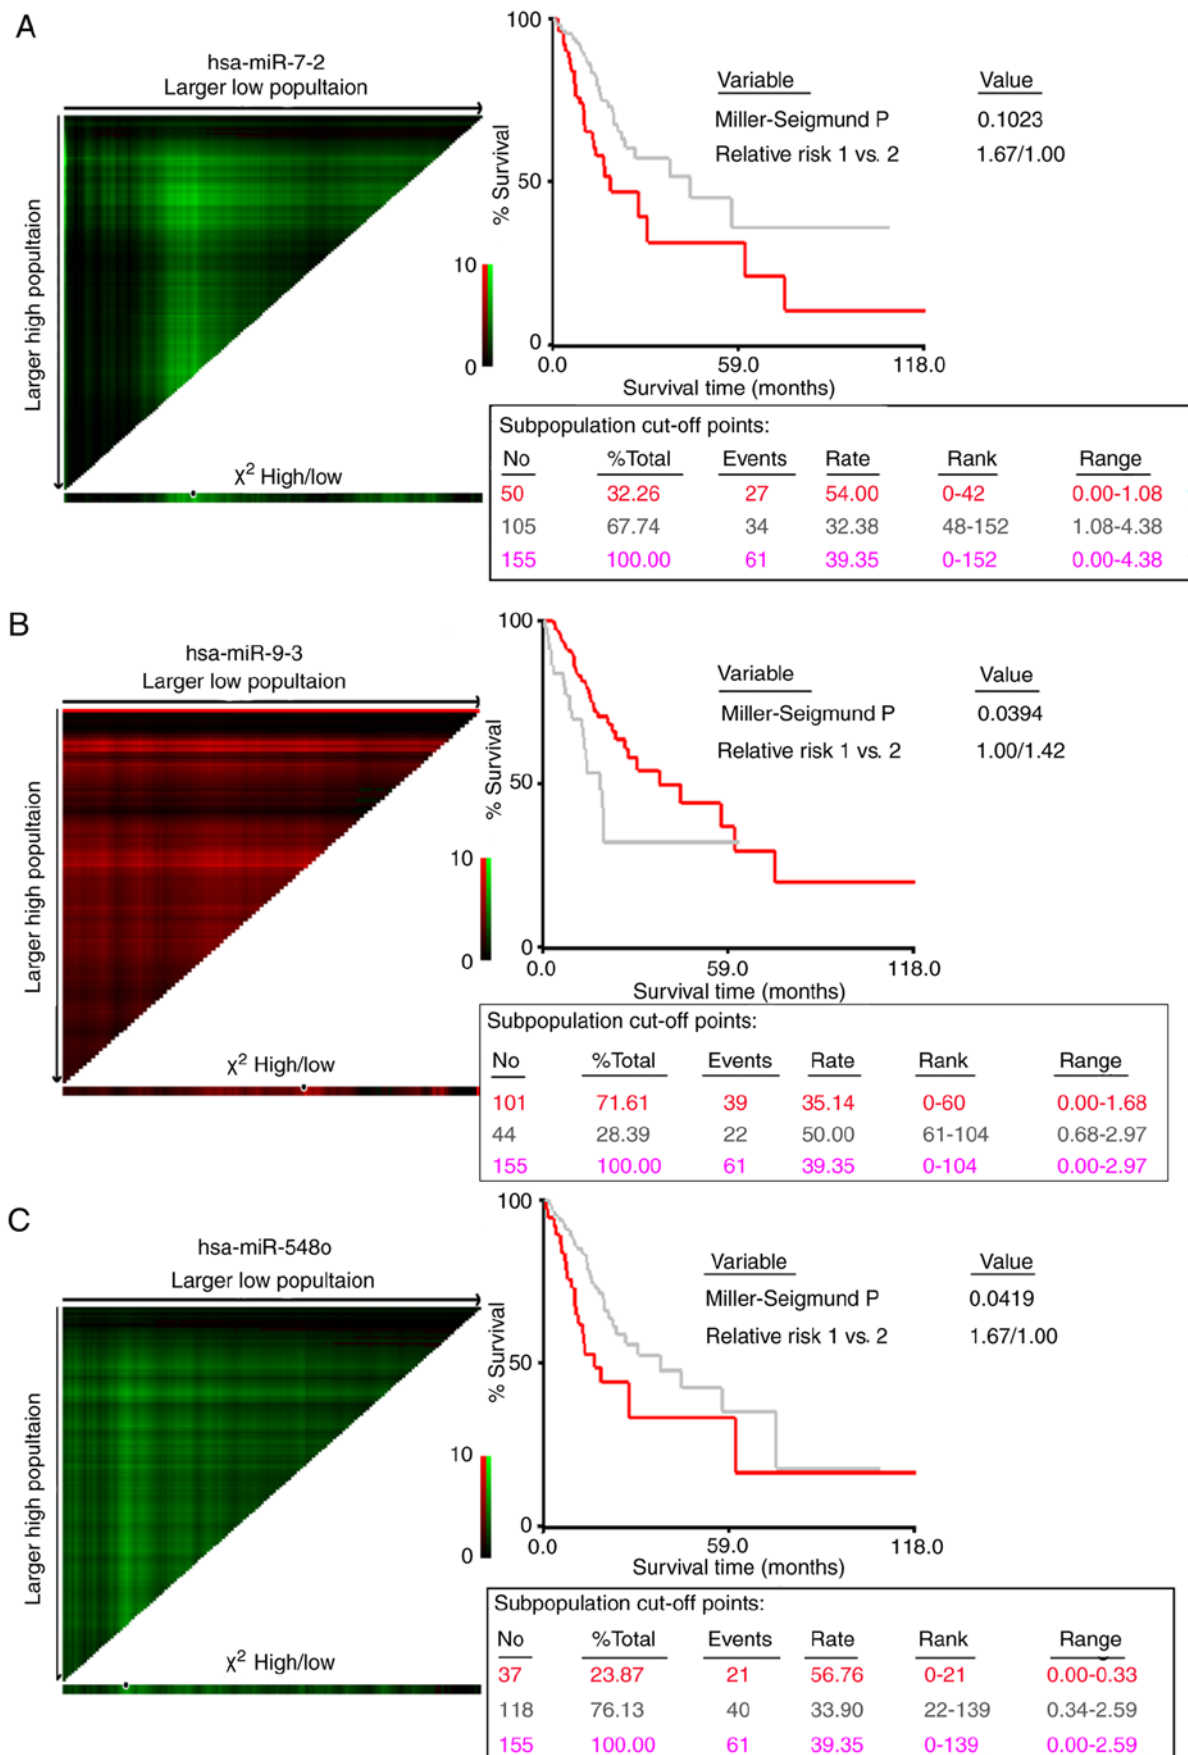 A
hsa-miR-7-2
Larger low popultaion
Larger high popultaion
χ2 High/low
10
0
100
50
0
% Survival
0.0 59.0 118.0
Survival time (months)
Variable Value
Miller-Seigmund P 0.1023
Relative risk 1 vs. 2 1.67/1.00
Subpopulation cut-off points:
No %Total Events Rate Rank Range
50 32.26 27 54.00 0-42 0.00-1.08
105 67.74 34 32.38 48-152 1.08-4.38
155 100.00 61 39.35 0-152 0.00-4.38
B
hsa-miR-9-3
Larger low popultaion
Larger high popultaion
χ2 High/low
10
0
100
50
0
% Survival
0.0 59.0 118.0
Survival time (months)
Variable Value
Miller-Seigmund P 0.0394
Relative risk 1 vs. 2 1.00/1.42
Subpopulation cut-off points:
No %Total Events Rate Rank Range
101 71.61 39 35.14 0-60 0.00-1.68
44 28.39 22 50.00 61-104 0.68-2.97
155 100.00 61 39.35 0-104 0.00-2.97
C
hsa-miR-548o
Larger low popultaion
Larger high popultaion
χ2 High/low
10
0
100
50
0
% Survival
0.0 59.0 118.0
Survival time (months)
Variable Value
Miller-Seigmund P 0.0419
Relative risk 1 vs. 2 1.67/1.00
Subpopulation cut-off points:
No %Total Events Rate Rank Range
37 23.87 21 56.76 0-21 0.00-0.33
118 76.13 40 33.90 22-139 0.34-2.59
155 100.00 61 39.35 0-139 0.00-2.59